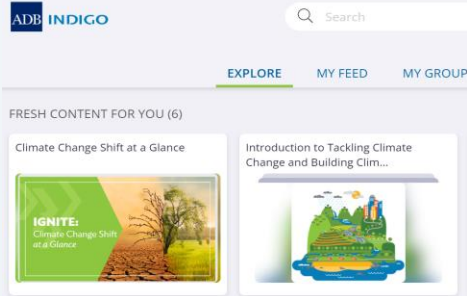 ADB INDIGO
Search
EXPLORE MY FEED MY GROUP
FRESH CONTENT FOR YOU (6)
Climate Change Shift at a Glance
Introduction to Tackling Climate
Change and Building Clim...
IGNITE:
Climate Change Shift
at a Glance